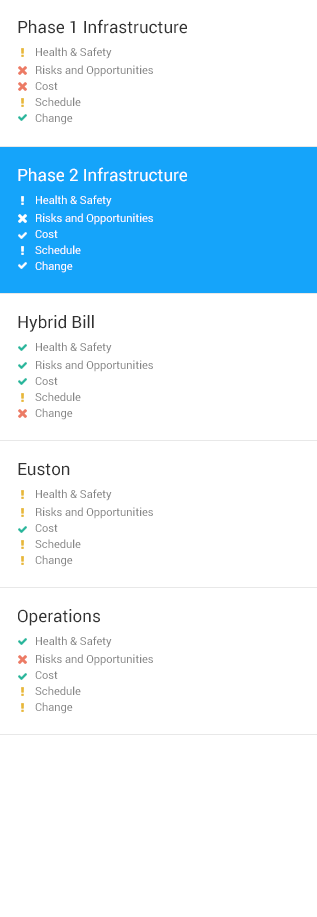 Phase 1 Infrastructure
Health & Safety
Risks and Opportunities
Cost
Schedule
Change
Phase 2 Infrastructure
Health & Safety
Risks and Opportunities
Cost
Schedule
Change
Hybrid Bill
Health & Safety
Risks and Opportunities
Cost
Schedule
Change
Euston
Health & Safety
Risks and Opportunities
Cost
Schedule
Change
Operations
Health & Safety
Risks and Opportunities
Cost
Schedule
Change